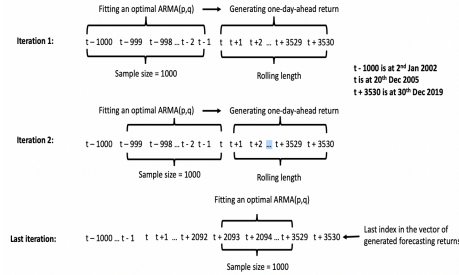 Fitting an optimal ARMA(p,q) Generating one-day-ahead return
Iteration 1: t – 1000 t – 999 t – 998 ... t - 2 t - 1 t t +1 t +2 ... t + 3529 t + 3530
Sample size = 1000 Rolling length
t - 1000 is at 2nd Jan 2002
t is at 20th Dec 2005
t + 3530 is at 30th Dec 2019
Fitting an optimal ARMA(p,q) Generating one-day-ahead return
Iteration 2: t – 1000 t – 999 t – 998 ... t - 2 t - 1 t t +1 t +2 ... t + 3529 t + 3530
Sample size = 1000 Rolling length
Fitting an optimal ARMA(p,q)
Last iteration: t – 1000 ... t - 1 t t +1 ... t + 2092 t + 2093 t + 2094 ... t + 3529 t + 3530
Last index in the vector of
generated forecasting returns
Sample size = 1000